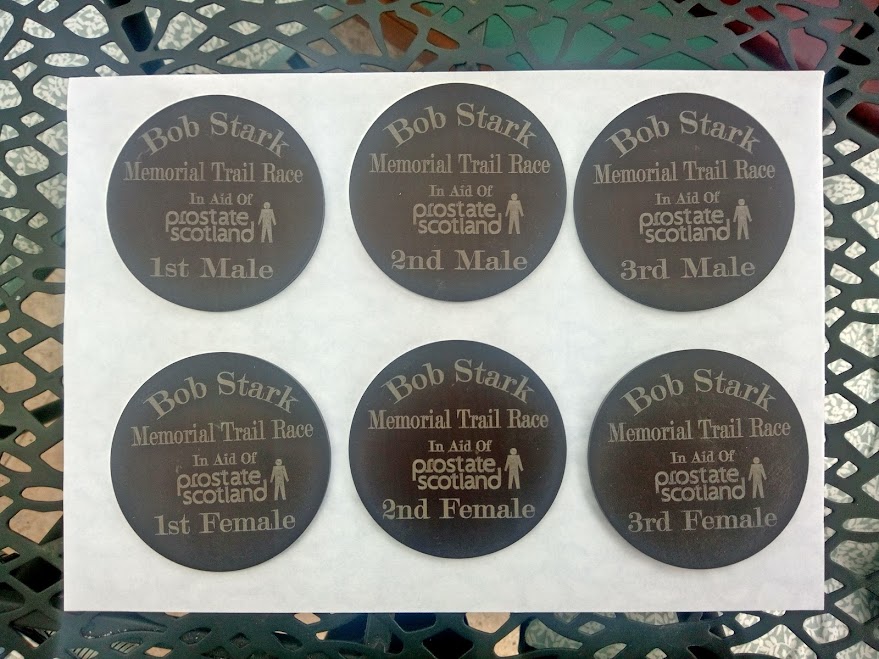 Bob Stark
Memorial Trail Race
In Aid Of
prostate
scotland
1st Male
Bob Stark
Memorial Trail Race
In Aid Of
prostate
scotland
2nd Male
Bob Stark
Memorial Trail Race
In Aid Of
prostate
scotland
3rd Male
Bob Stark
Memorial Trail Race
In Aid Of
prostate
scotland
1st Female
Bob Stark
Memorial Trail Race
In Aid Of
prostate
scotland
2nd Female
Bob Stark
Memorial Trail Race
In Aid Of
prostate
scotland
3rd Female